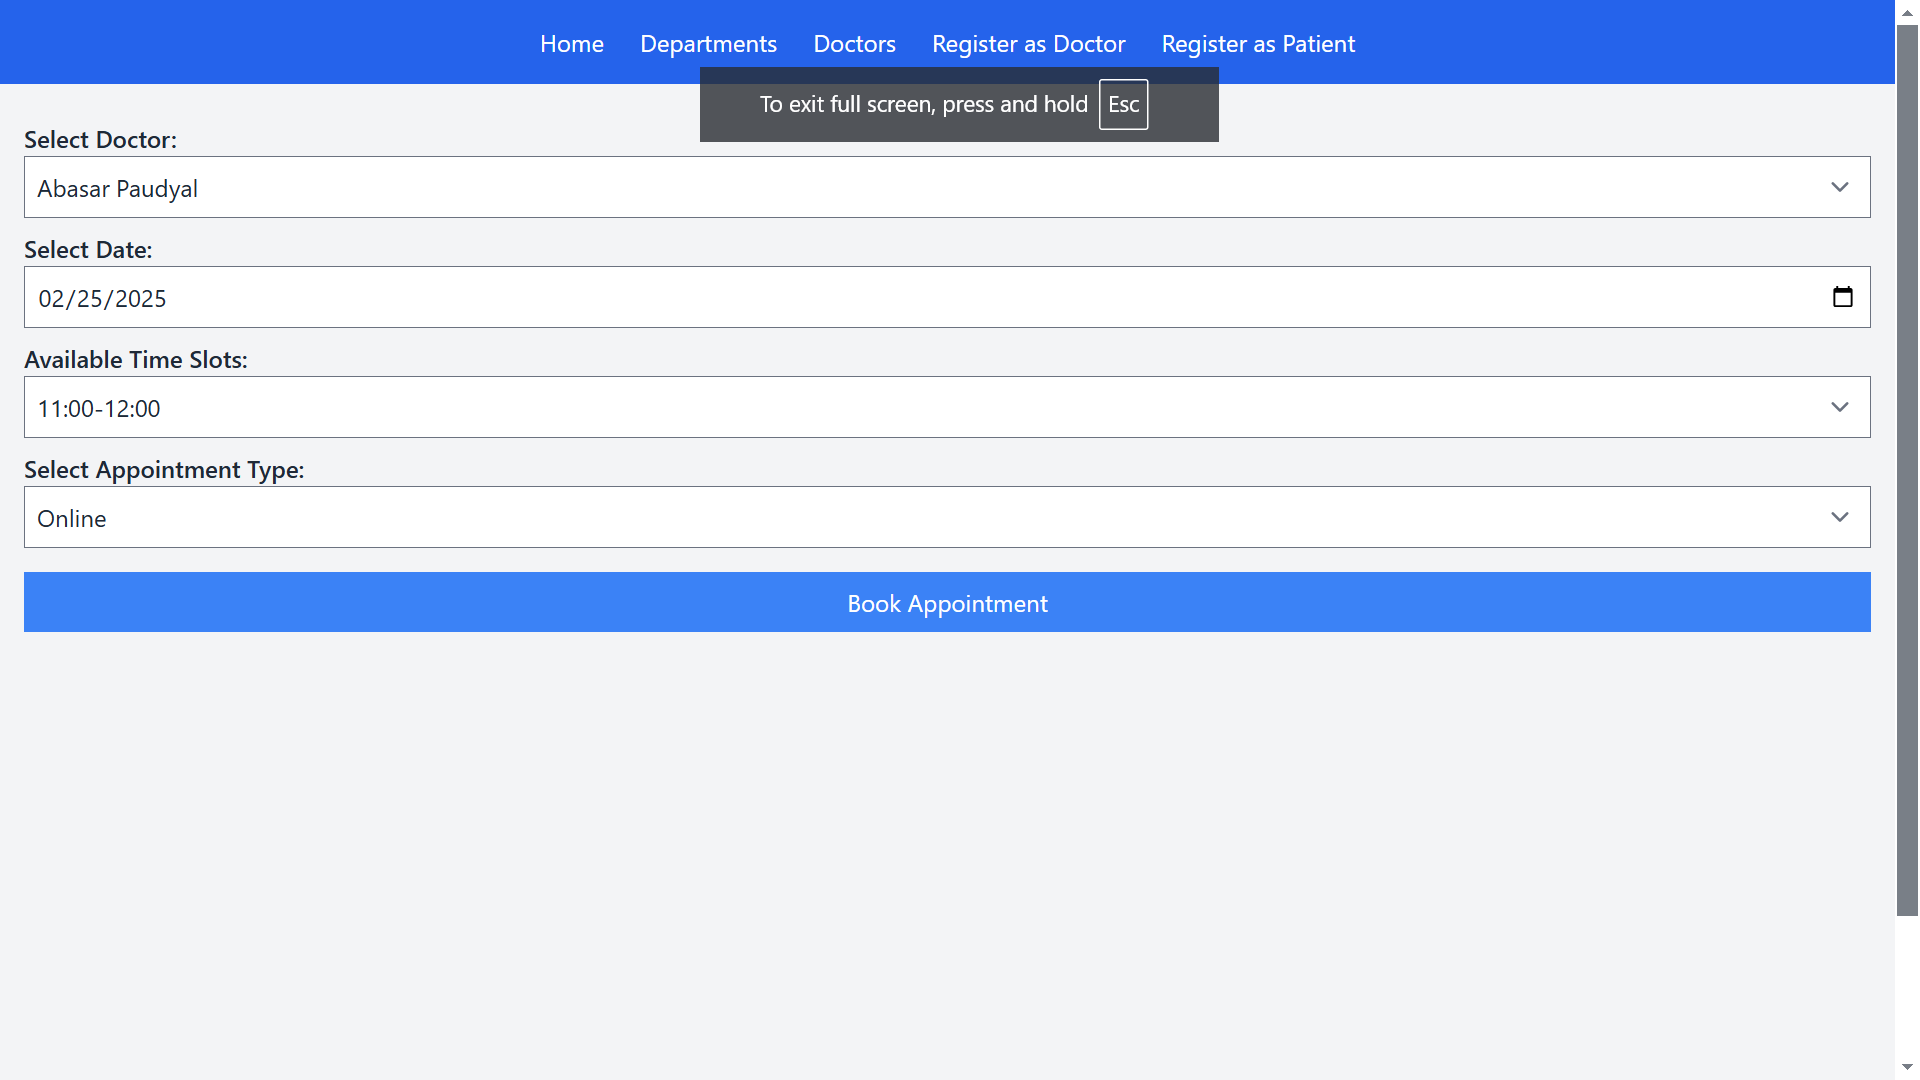 Home Departments Doctors Register as Doctor Register as Patient
To exit full screen, press and hold Esc
Select Doctor:
Abasar Paudyal
Select Date:
02/25/2025
Available Time Slots:
11:00-12:00
Select Appointment Type:
Online
Book Appointment